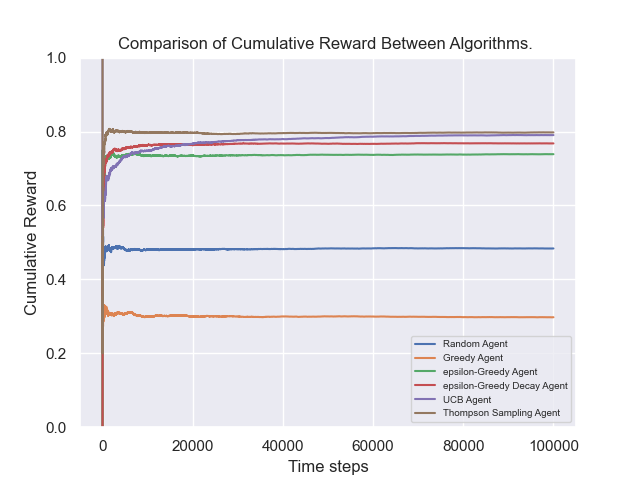 Comparison of Cumulative Reward Between Algorithms.
Cumulative Reward
1.0
0.8
0.6
0.4
0.2
0.0
0
20000
40000
60000
80000
100000
Time steps
Random Agent
Greedy Agent
epsilon-Greedy Agent
epsilon-Greedy Decay Agent
UCB Agent
Thompson Sampling Agent